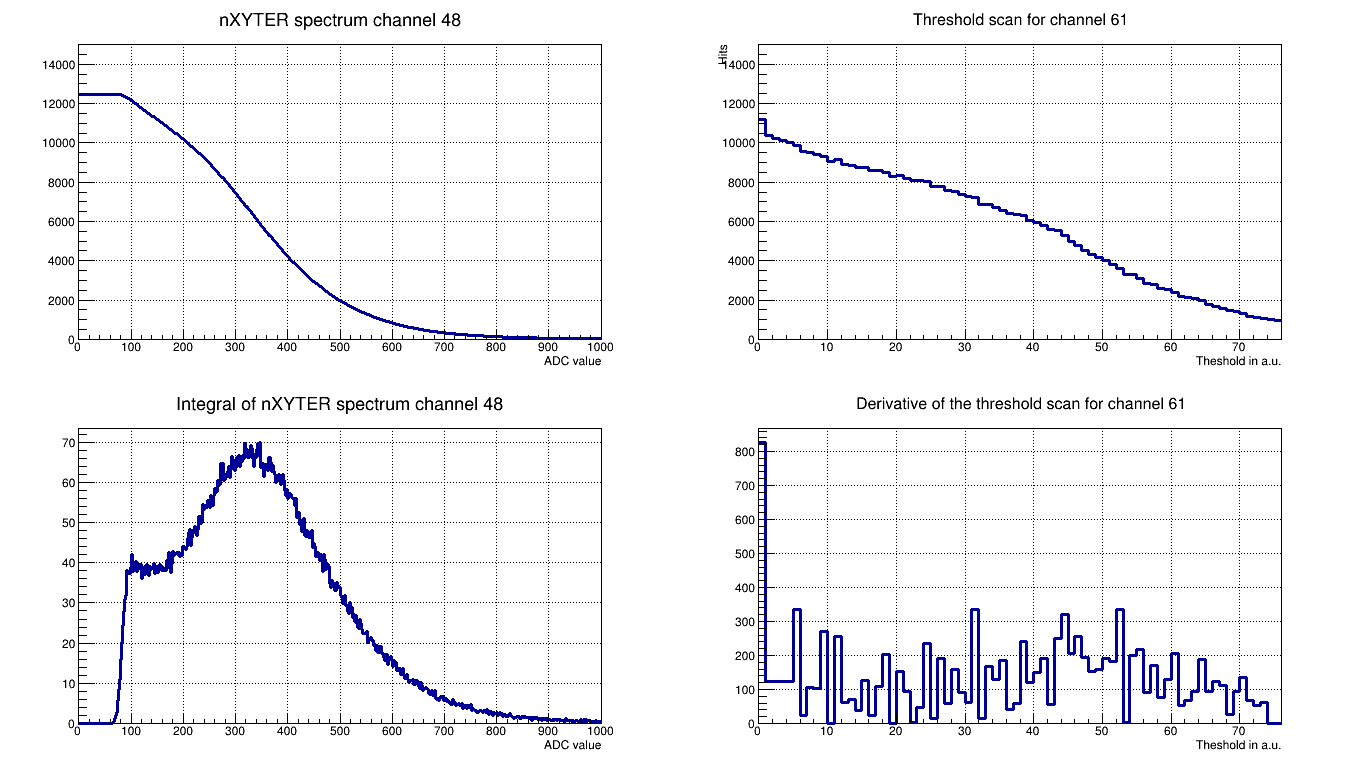 nXYTER spectrum channel 48
14000
12000
10000
8000
6000
4000
2000
0
0 100 200 300 400 500 600 700 800 900 1000
ADC value
Threshold scan for channel 61
Hits
14000
12000
10000
8000
6000
4000
2000
0
0 10 20 30 40 50 60 70
Theshold in a.u.
Integral of nXYTER spectrum channel 48
70
60
50
40
30
20
10
0
0 100 200 300 400 500 600 700 800 900 1000
ADC value
Derivative of the threshold scan for channel 61
800
700
600
500
400
300
200
100
0
0 10 20 30 40 50 60 70
Theshold in a.u.